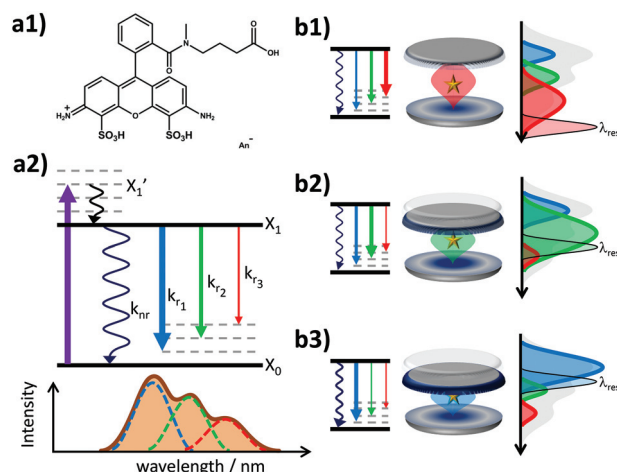 a1)
N
O
OH
O
H₂N
+
NH₂
SO₃H
SO₃H
An⁻
a2)
X₁'
X₁
kₙᵣ
kᵣ₁
kᵣ₂
kᵣ₃
X₀
Intensity
wavelength / nm
b1)
λres
b2)
λres
b3)
λres